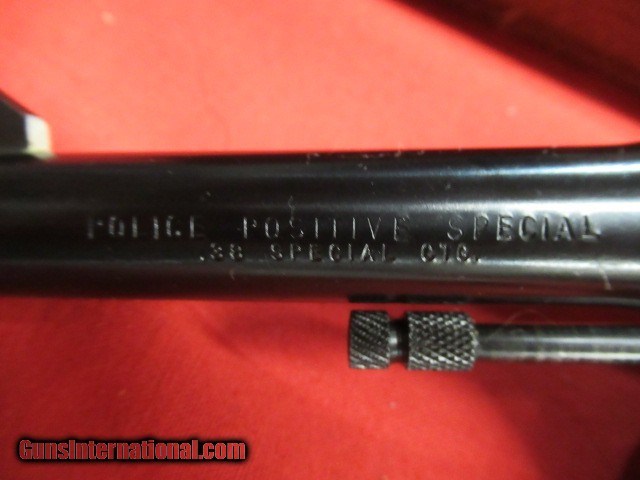 POLICE POSITIVE SPECIAL
.38 SPECIAL CTG.
GunsInternational.com